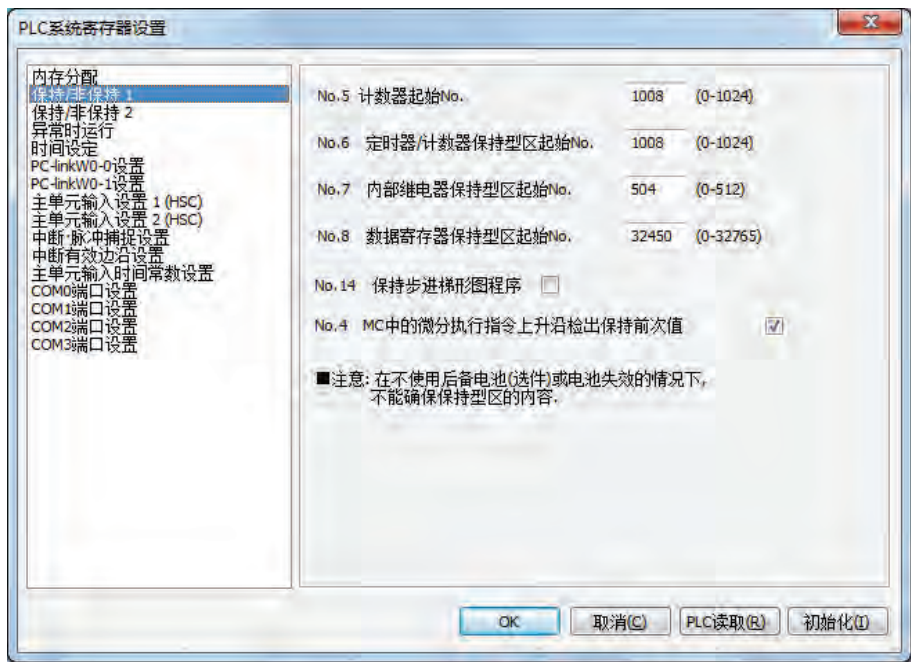 PLC系统寄存器设置
内存分配
保持/非保持 1
保持/非保持 2
异常时运行
时间设定
PC-linkW0-0设置
PC-linkW0-1设置
主单元输入设置 1 (HSC)
主单元输入设置 2 (HSC)
中断·脉冲捕捉设置
中断有效边沿设置
主单元输入时间常数设置
COM0端口设置
COM1端口设置
COM2端口设置
COM3端口设置
No.5 计数器起始No. 1008 (0-1024)
No.6 定时器/计数器保持型区起始No. 1008 (0-1024)
No.7 内部继电器保持型区起始No. 504 (0-512)
No.8 数据寄存器保持型区起始No. 32450 (0-32765)
No.14 保持步进梯形图程序
No.4 MC中的微分执行指令上升沿检出保持前次值
■注意: 在不使用后备电池(选件)或电池失效的情况下,
不能确保保持型区的内容.
OK 取消(C) PLC读取(R) 初始化(I)